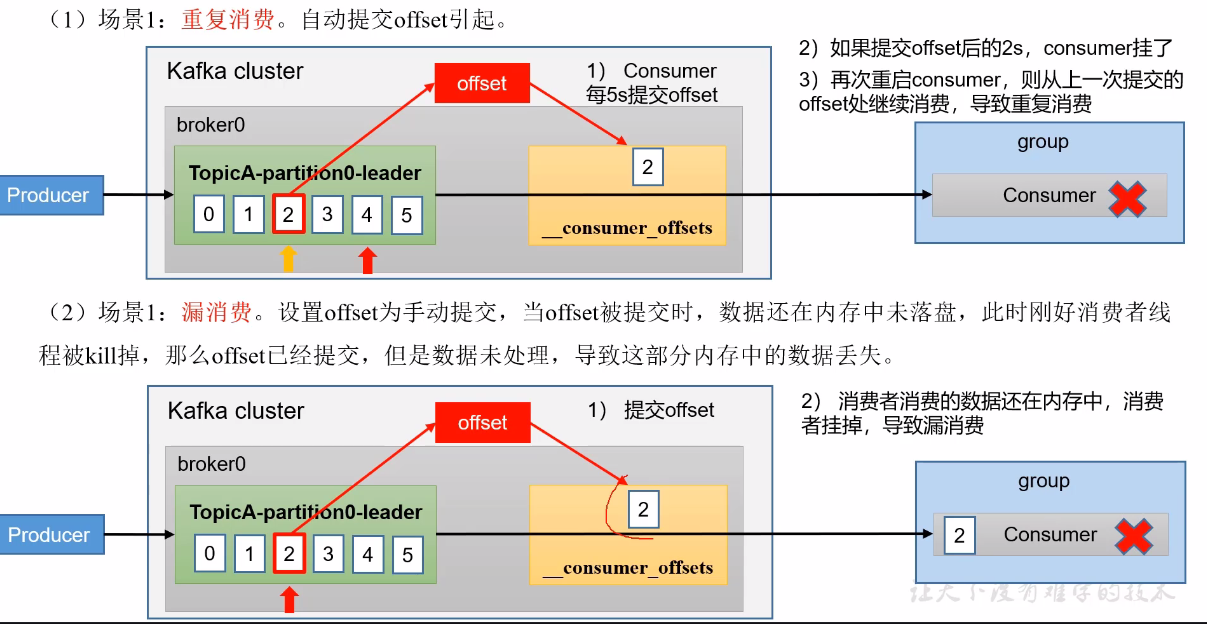 （1）场景1：重复消费。自动提交offset引起。
Kafka cluster
offset
1） Consumer
每5s提交offset
2）如果提交offset后的2s，consumer挂了
3）再次重启consumer，则从上一次提交的
offset处继续消费，导致重复消费
broker0
TopicA-partition0-leader
0 1 2 3 4 5
2
__consumer_offsets
Producer
group
Consumer
（2）场景1：漏消费。设置offset为手动提交，当offset被提交时，数据还在内存中未落盘，此时刚好消费者线
程被kill掉，那么offset已经提交，但是数据未处理，导致这部分内存中的数据丢失。
Kafka cluster
offset
1） 提交offset
2） 消费者消费的数据还在内存中，消费
者挂掉，导致漏消费
broker0
TopicA-partition0-leader
0 1 2 3 4 5
2
__consumer_offsets
Producer
group
2
Consumer
让天下没有难学的技术